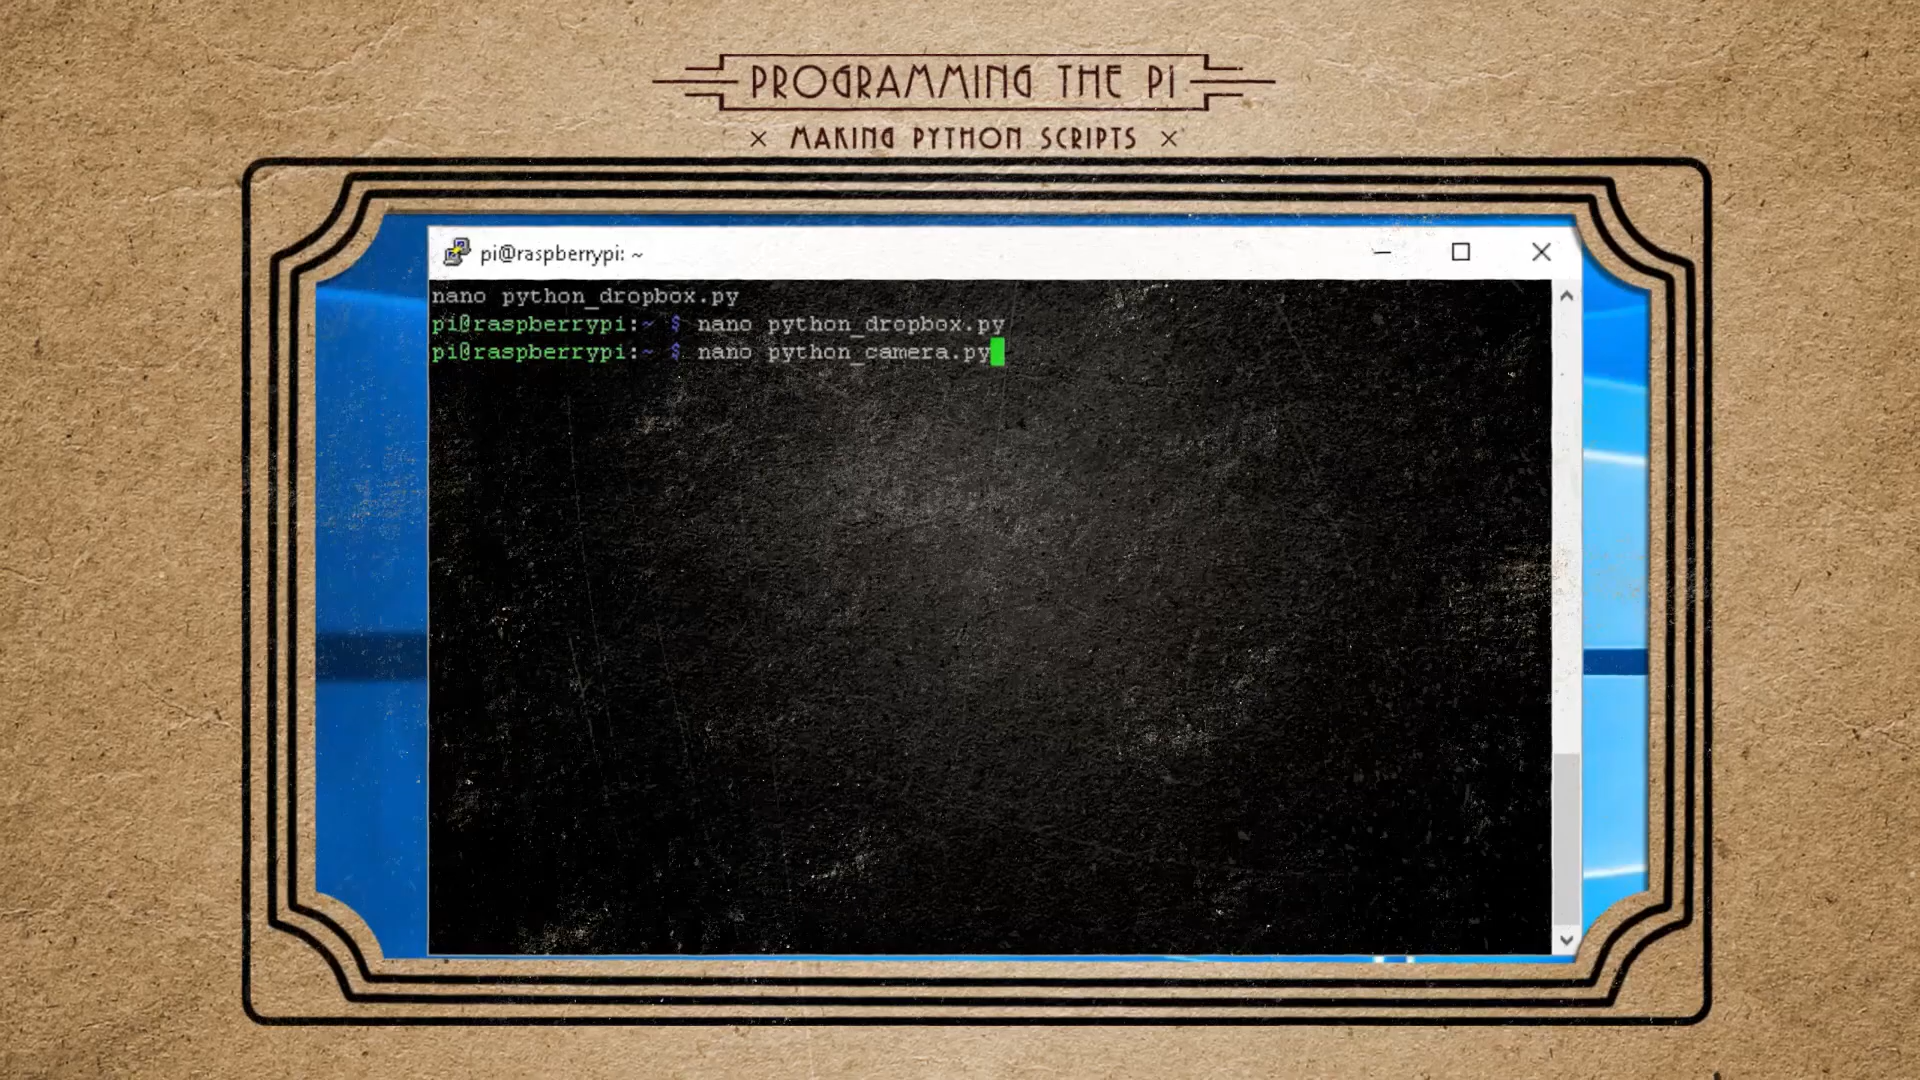 PROGRAMMING THE Pi
× MAKING PYTHON SCRIPTS ×
pi@raspberrypi: ~
nano python_dropbox.py
pi@raspberrypi:~ $ nano python_dropbox.py
pi@raspberrypi:~ $ nano python_camera.py